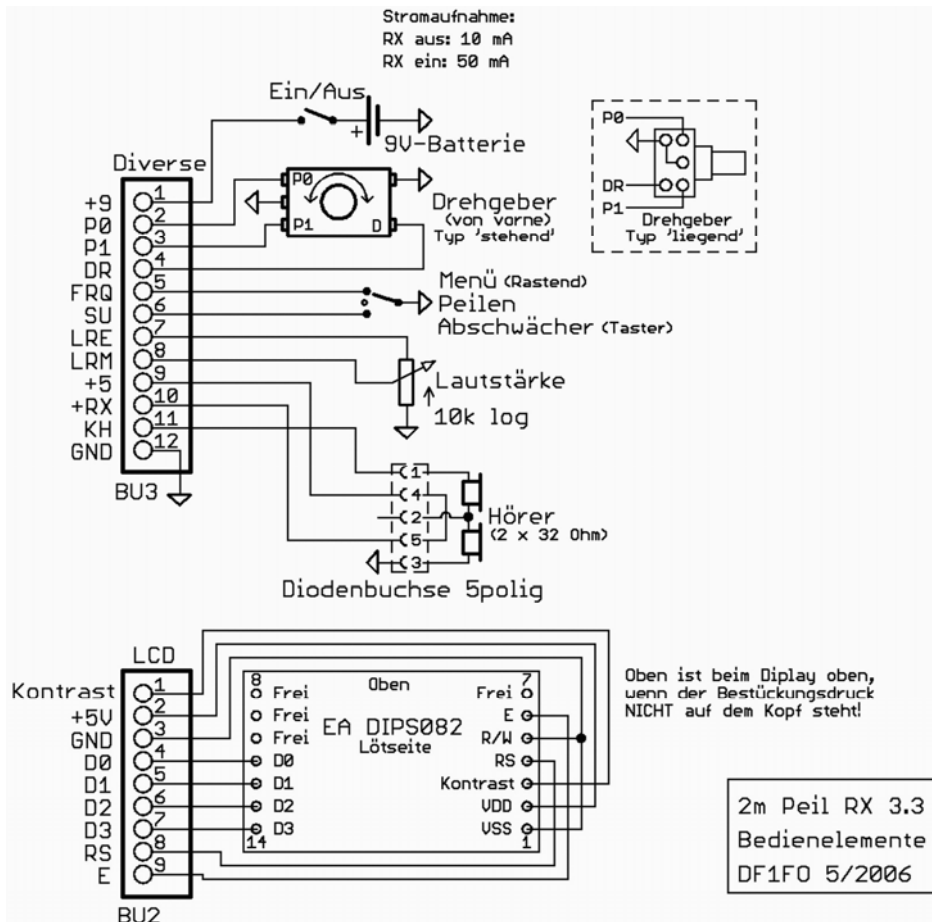 Stromaufnahme:
RX aus: 10 mA
RX ein: 50 mA
Ein/Aus
+
9V-Batterie
Diverse
+9 1
P0 2
P1 3
DR 4
FRQ 5
SU 6
LRE 7
LRM 8
+5 9
+RX 10
KH 11
GND 12
BU3
P0
P1 D
Drehgeber
(von vorne)
Typ 'stehend'
P0
DR
P1
Drehgeber
Typ 'liegend'
Menü (Rastend)
Peilen
Abschwächer (Taster)
Lautstärke
10k log
1
4
2
5
3
Hörer
(2 x 32 Ohm)
Diodenbuchse 5polig
LCD
Kontrast 1
+5V 2
GND 3
D0 4
D1 5
D2 6
D3 7
RS 8
E 9
BU2
8 Oben 7
Frei Frei
Frei E
Frei R/W
EA DIPS082
Lötseite
D0 RS
D1 Kontrast
D2 VDD
D3 VSS
14 1
Oben ist beim Diplay oben,
wenn der Bestückungsdruck
NICHT auf dem Kopf steht!
2m Peil RX 3.3
Bedienelemente
DF1FO 5/2006